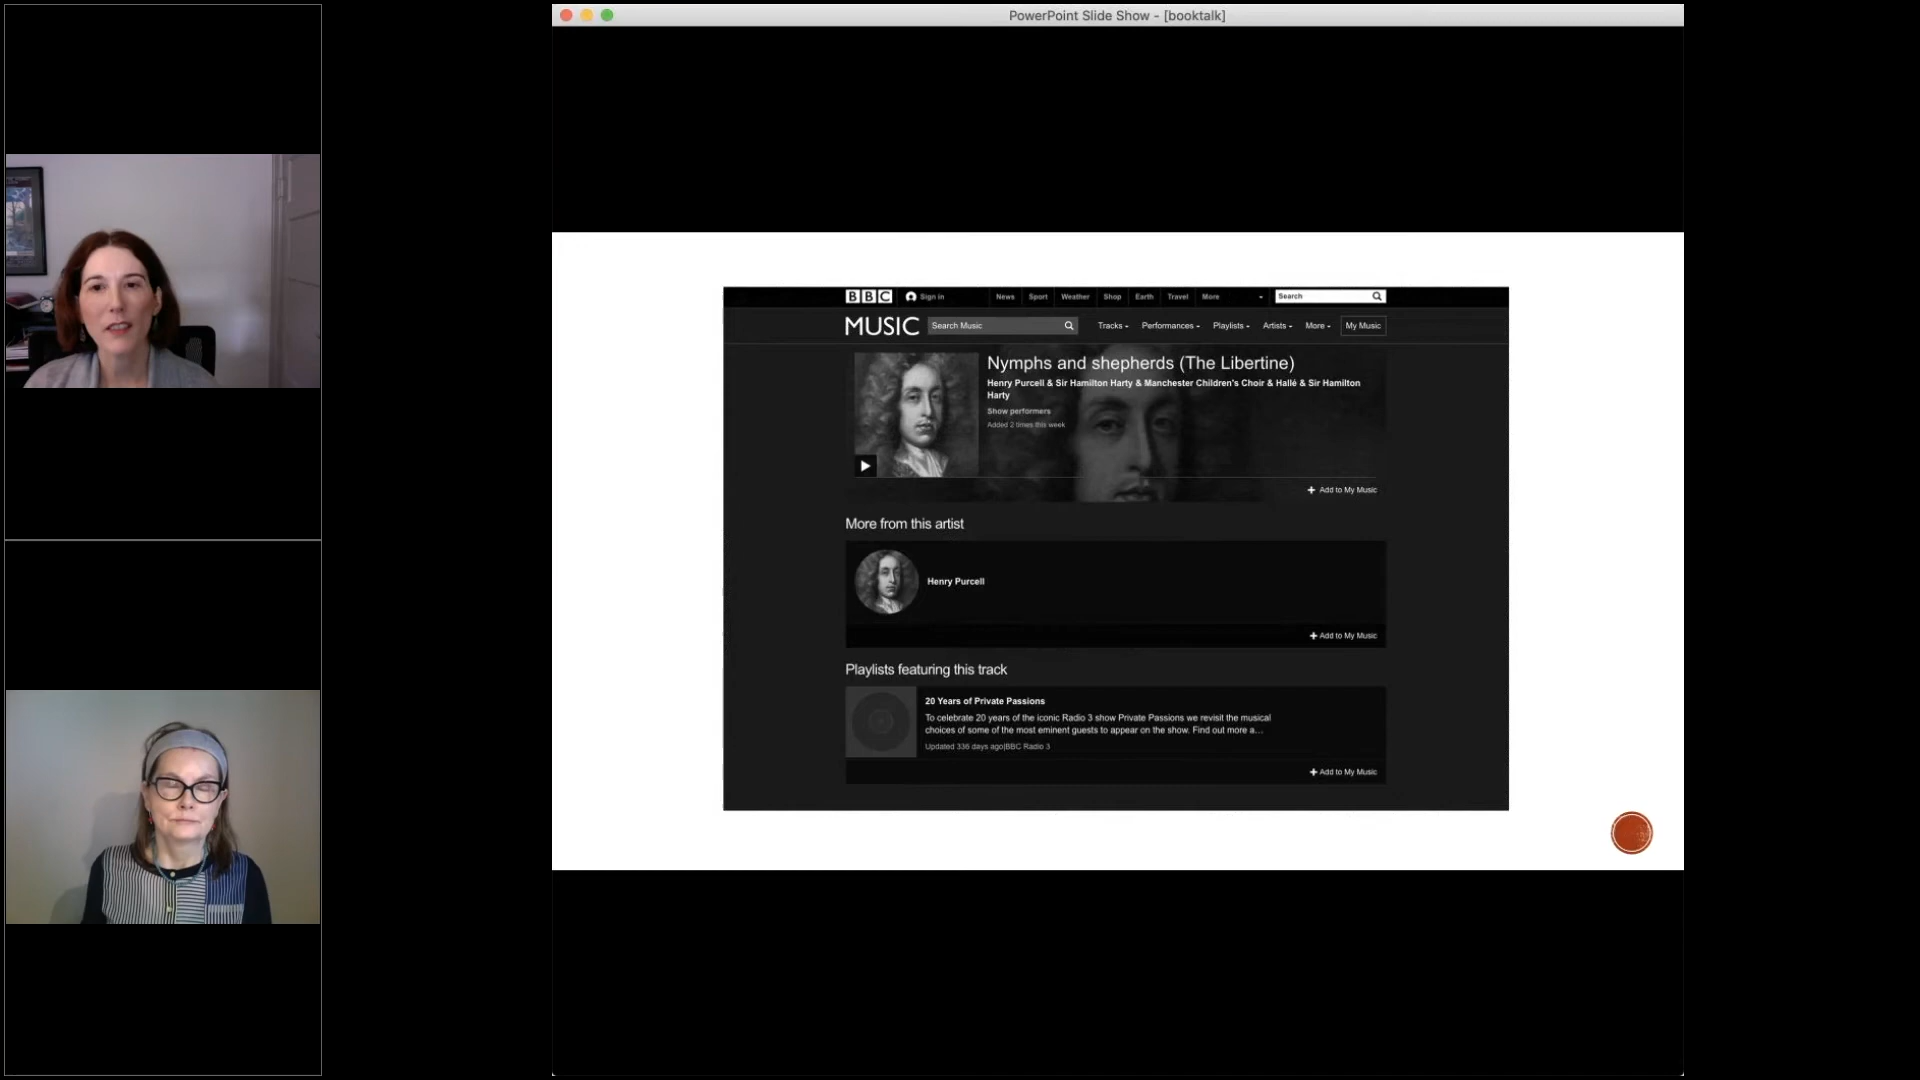 PowerPoint Slide Show - [booktalk]
BBC Sign in News Sport Weather Shop Earth Travel More Search
MUSIC Search Music Tracks Performances Playlists Artists More My Music
Nymphs and shepherds (The Libertine)
Henry Purcell & Sir Hamilton Harty & Manchester Children's Choir & Hallé & Sir Hamilton
Harty
Show performers
Added 2 times this week
+ Add to My Music
More from this artist
Henry Purcell
+ Add to My Music
Playlists featuring this track
20 Years of Private Passions
To celebrate 20 years of the iconic Radio 3 show Private Passions we revisit the musical
choices of some of the most eminent guests to appear on the show. Find out more a...
Updated 336 days ago|BBC Radio 3
+ Add to My Music